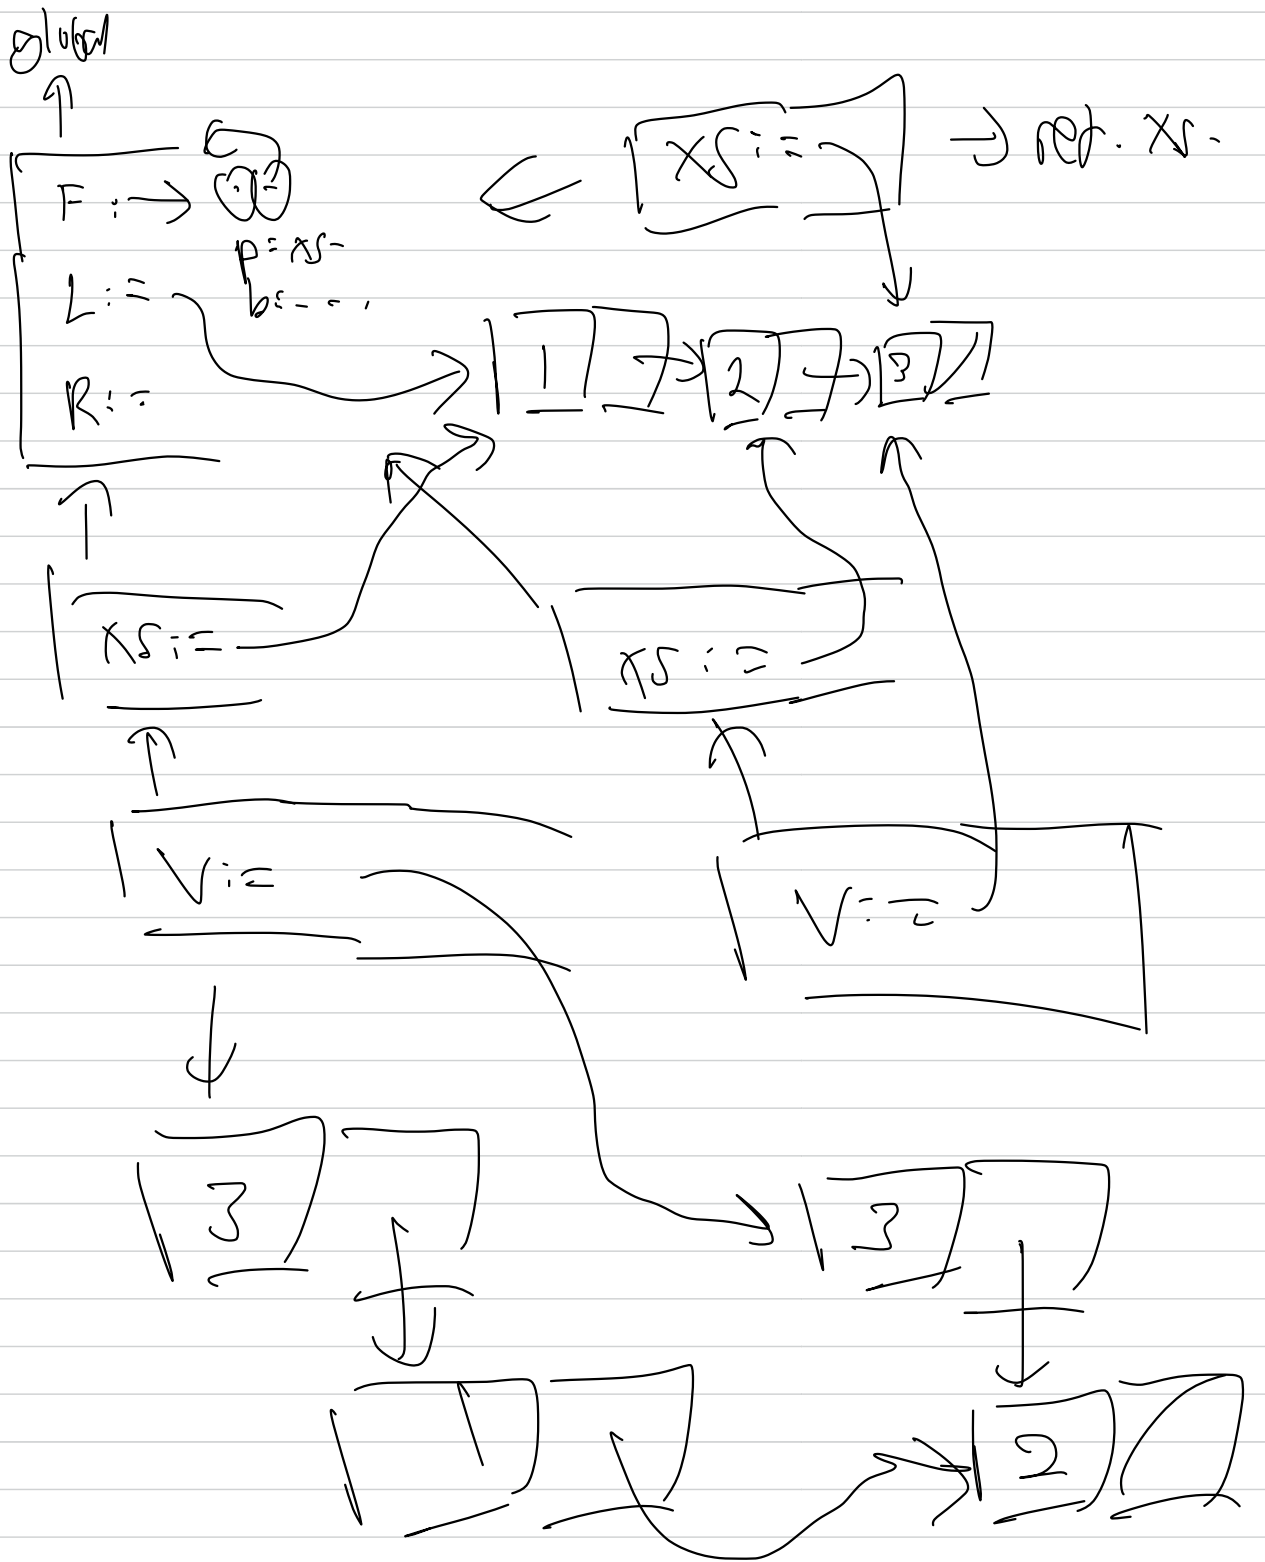 global
xs :=
→ ret. xs.
F :→
p: xs-
L :=
b: - - .
R :=
1
2
3
xs :=
xs :=
V :=
V :=
3
3
1
2